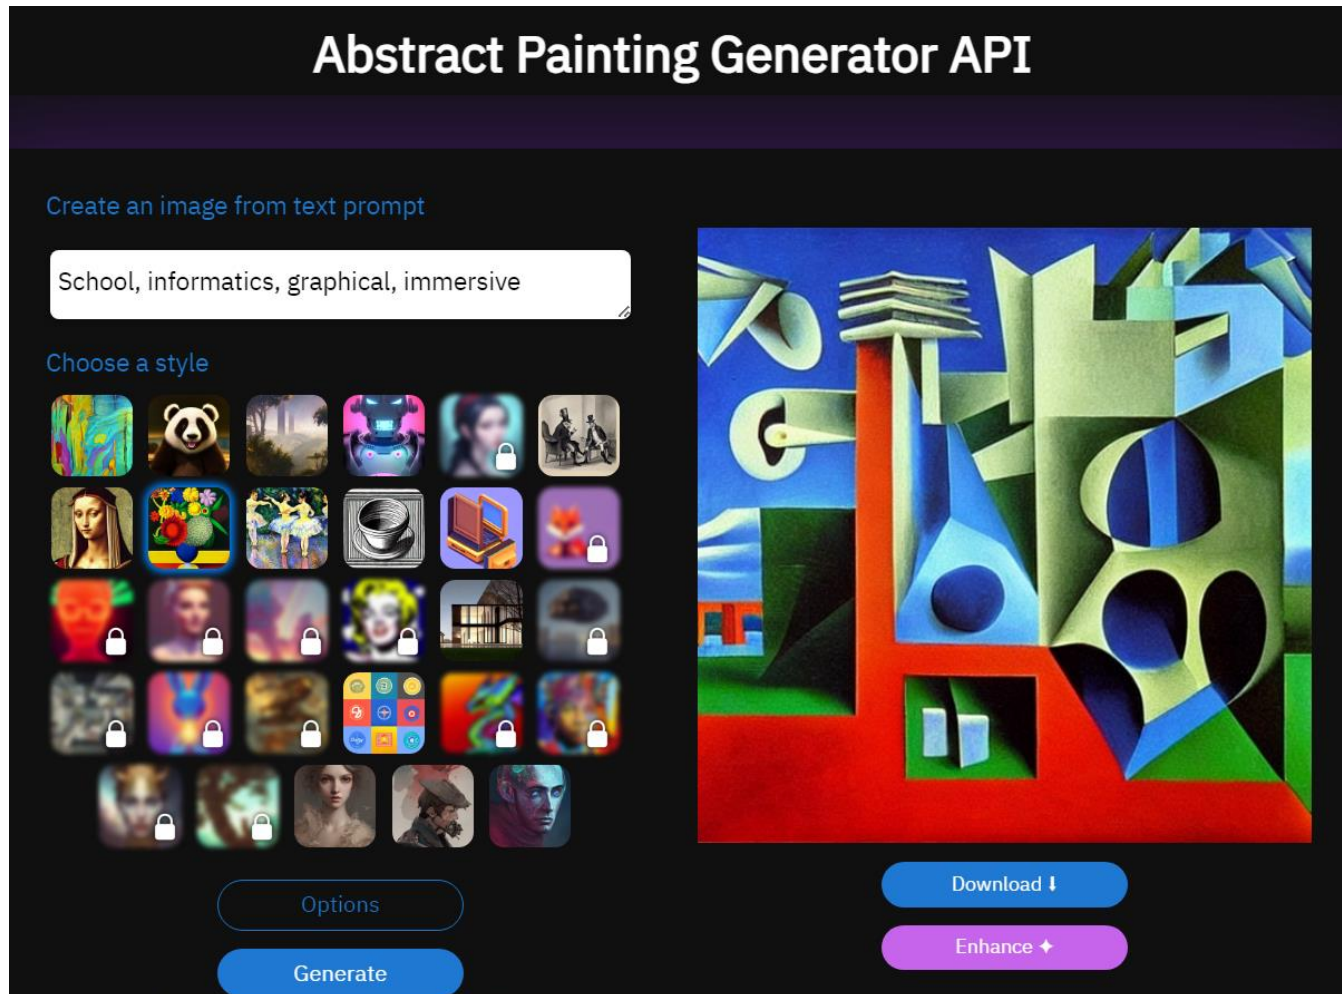 Abstract Painting Generator API
Create an image from text prompt
School, informatics, graphical, immersive
Choose a style
Options
Generate
Download ⬇
Enhance ✦